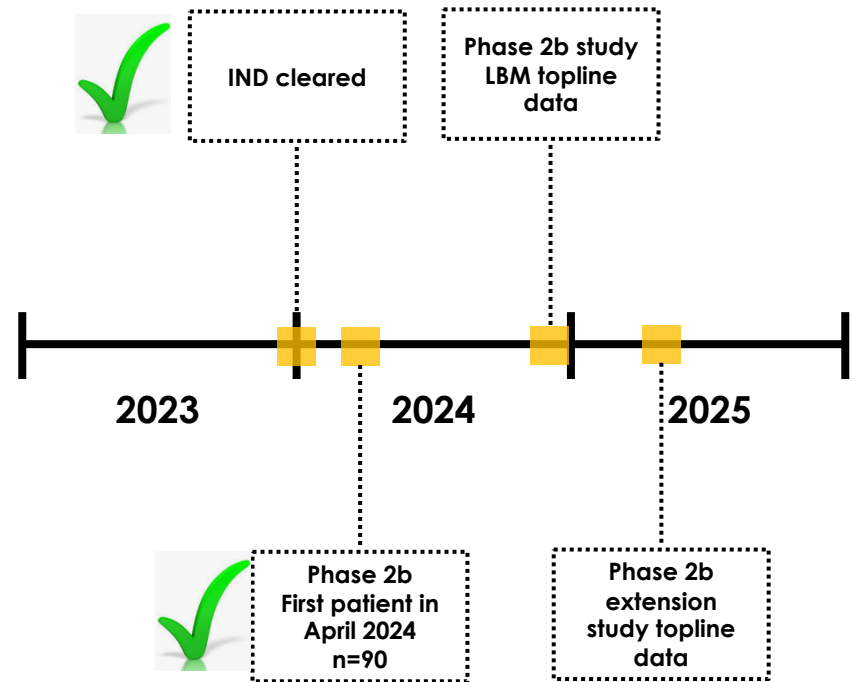 IND cleared
Phase 2b study
LBM topline
data
2023
2024
2025
Phase 2b
First patient in
April 2024
n=90
Phase 2b
extension
study topline
data